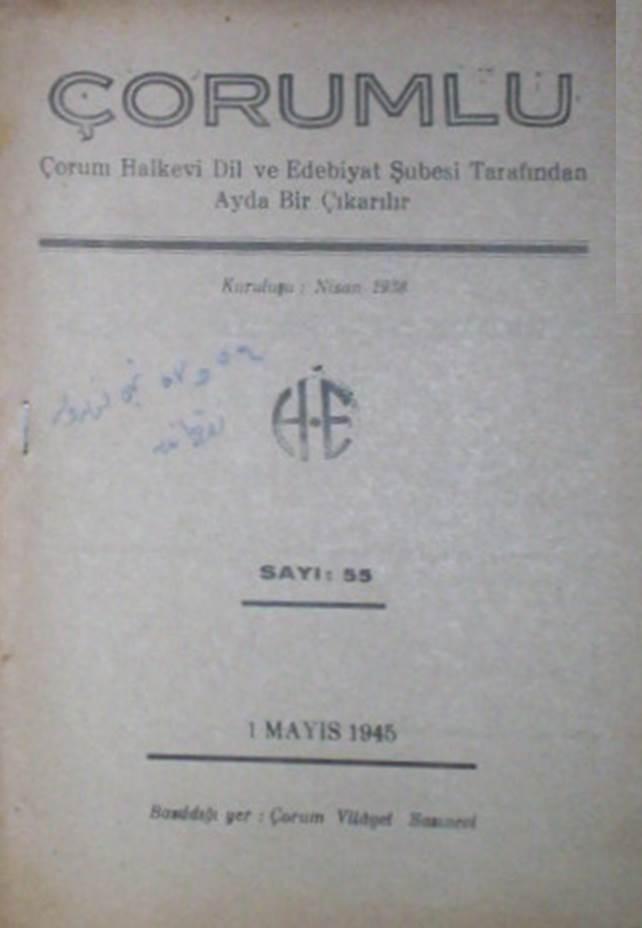 ÇORUMLU
Çorum Halkevi Dil ve Edebiyat Şubesi Tarafından
Ayda Bir Çıkarılır
Kuruluşu : Nisan 1938
H·E
SAYI: 55
1 MAYIS 1945
Basıldığı yer : Çorum Vilâyet Basımevi